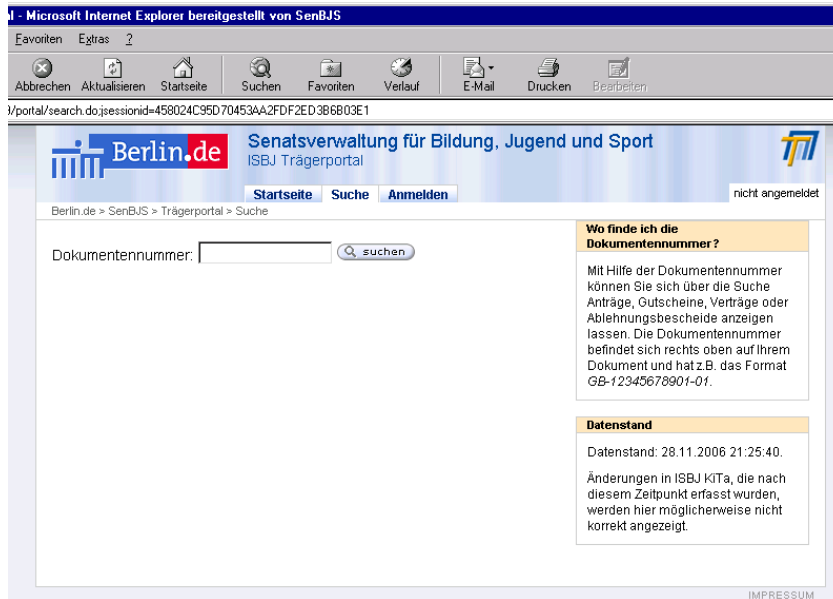 l - Microsoft Internet Explorer bereitgestellt von SenBJS
Favoriten Extras ?
Abbrechen Aktualisieren Startseite Suchen Favoriten Verlauf E-Mail Drucken Bearbeiten
/portal/search.do;jsessionid=458024C95D70453AA2FDF2ED3B6B03E1
Berlin.de
Senatsverwaltung für Bildung, Jugend und Sport
ISBJ Trägerportal
Startseite Suche Anmelden
nicht angemeldet
Berlin.de > SenBJS > Trägerportal > Suche
Dokumentennummer: suchen
Wo finde ich die
Dokumentennummer?
Mit Hilfe der Dokumentennummer
können Sie sich über die Suche
Anträge, Gutscheine, Verträge oder
Ablehnungsbescheide anzeigen
lassen. Die Dokumentennummer
befindet sich rechts oben auf Ihrem
Dokument und hat z.B. das Format
GB-12345678901-01.
Datenstand
Datenstand: 28.11.2006 21:25:40.
Änderungen in ISBJ KiTa, die nach
diesem Zeitpunkt erfasst wurden,
werden hier möglicherweise nicht
korrekt angezeigt.
IMPRESSUM